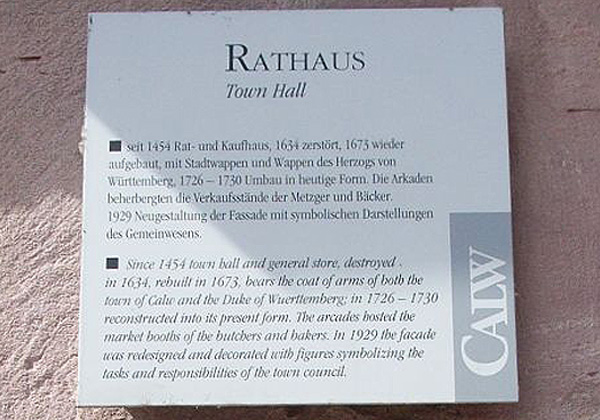 RATHAUS
Town Hall
■ seit 1454 Rat- und Kaufhaus, 1634 zerstört, 1673 wieder
aufgebaut, mit Stadtwappen und Wappen des Herzogs von
Württemberg, 1726 – 1730 Umbau in heutige Form. Die Arkaden
beherbergten die Verkaufsstände der Metzger und Bäcker.
1929 Neugestaltung der Fassade mit symbolischen Darstellungen
des Gemeinwesens.
■ Since 1454 town hall and general store, destroyed
in 1634, rebuilt in 1673, bears the coat of arms of both the
town of Calw and the Duke of Wuerttemberg; in 1726 – 1730
reconstructed into its present form. The arcades hosted the
market booths of the butchers and bakers. In 1929 the facade
was redesigned and decorated with figures symbolizing the
tasks and responsibilities of the town council.
CALW